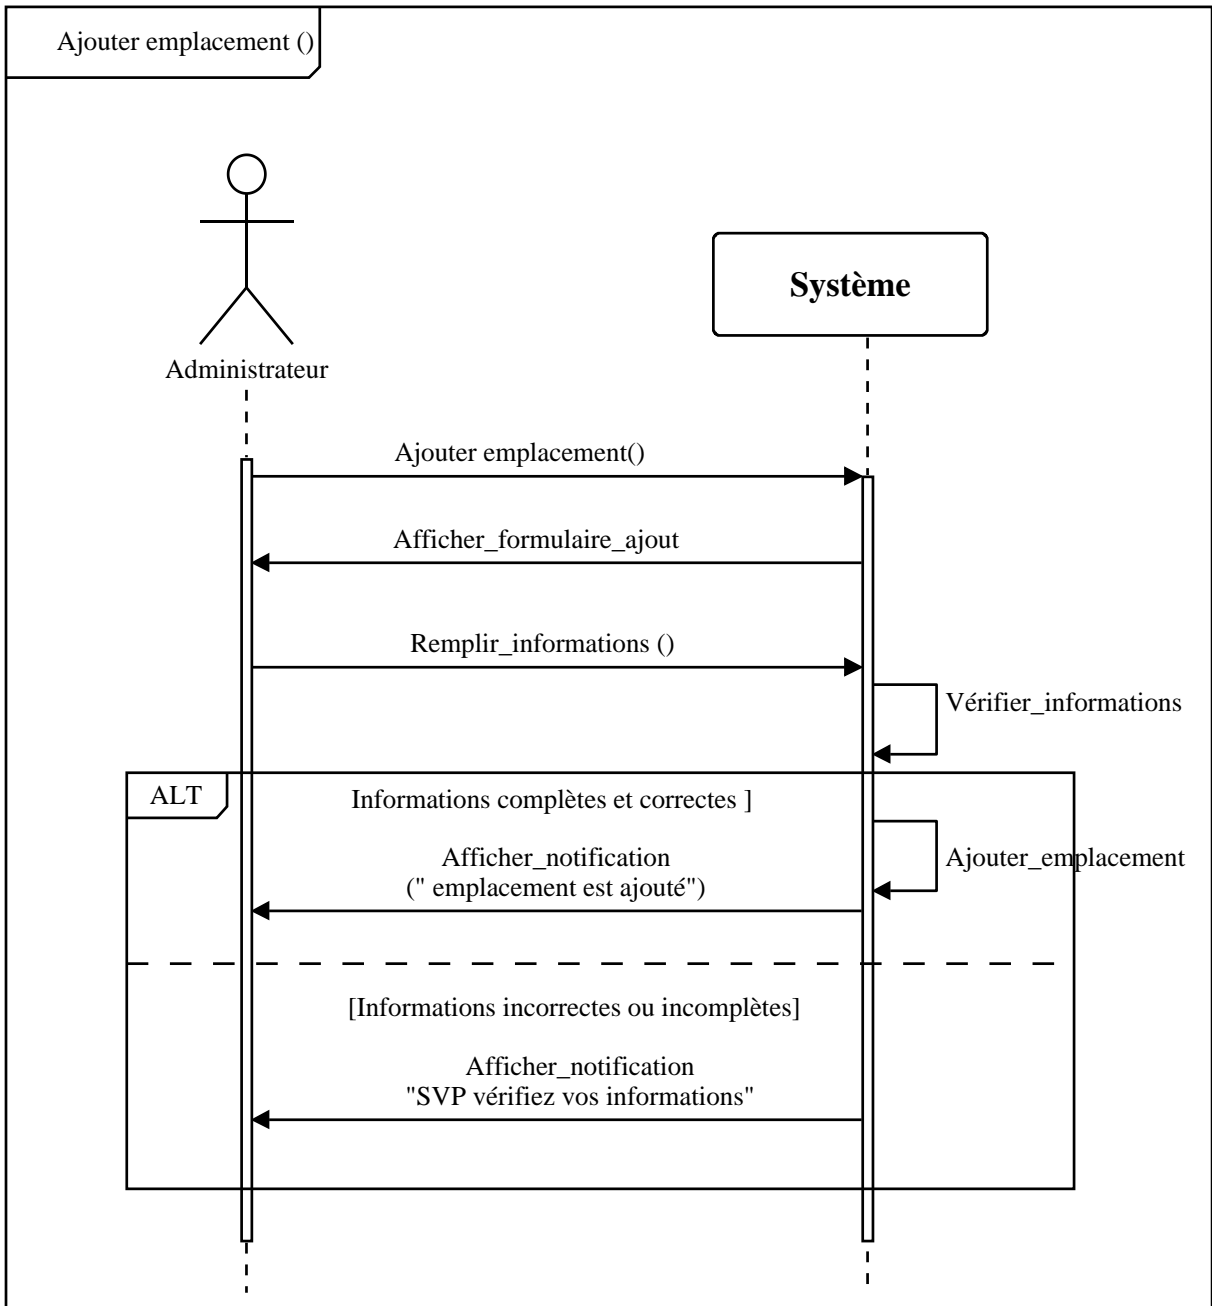 Ajouter emplacement ()
Système
Administrateur
Ajouter emplacement()
Afficher_formulaire_ajout
Remplir_informations ()
Vérifier_informations
ALT
Informations complètes et correctes ]
Afficher_notification
(" emplacement est ajouté")
Ajouter_emplacement
[Informations incorrectes ou incomplètes]
Afficher_notification
"SVP vérifiez vos informations"